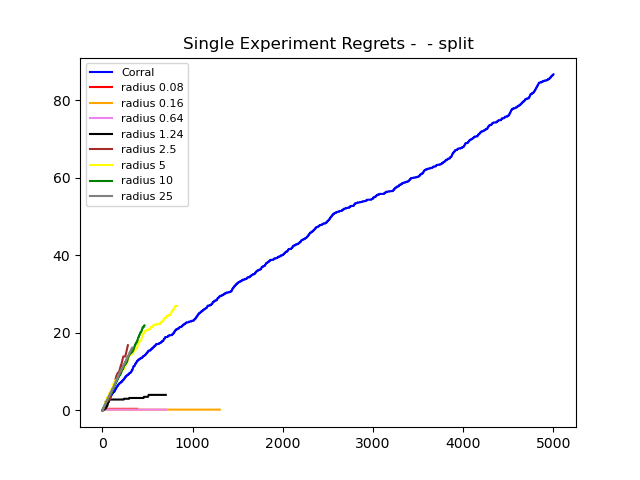 Single Experiment Regrets -  - split
Corral
radius 0.08
radius 0.16
radius 0.64
radius 1.24
radius 2.5
radius 5
radius 10
radius 25
80
60
40
20
0
0 1000 2000 3000 4000 5000